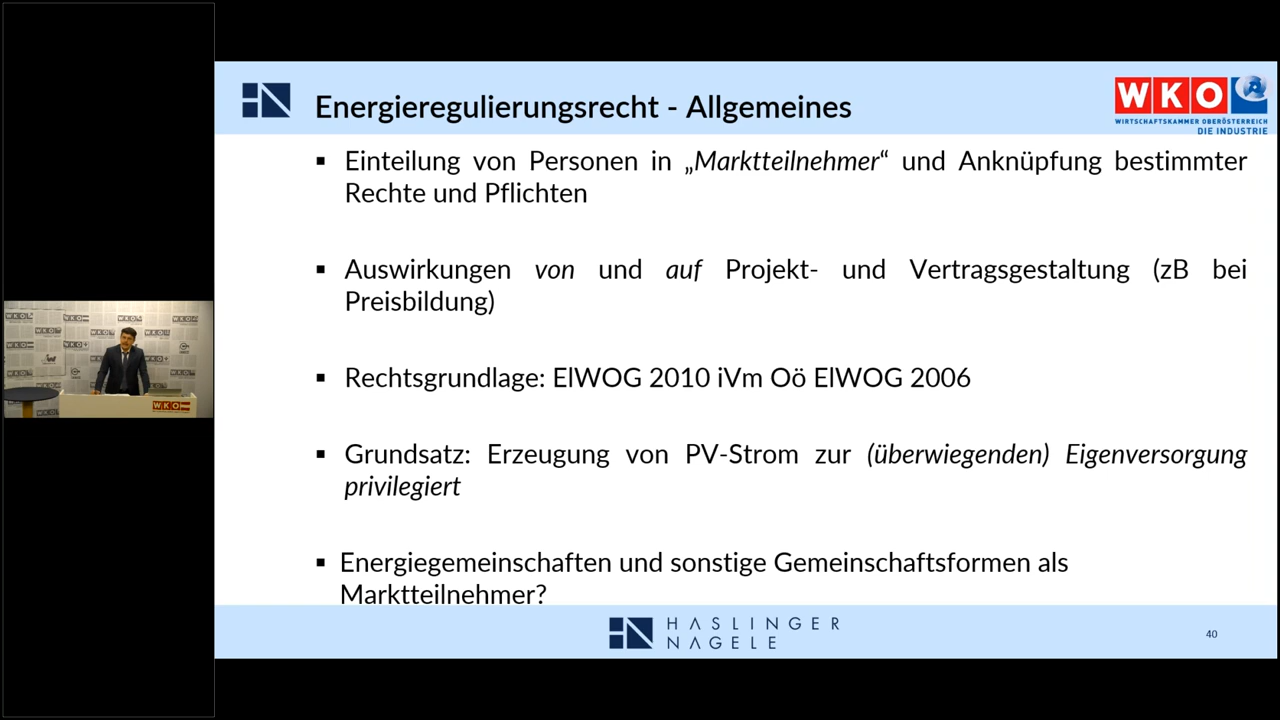 Energieregulierungsrecht - Allgemeines
WKO
WIRTSCHAFTSKAMMER OBERÖSTERREICH
DIE INDUSTRIE
▪ Einteilung von Personen in „Marktteilnehmer“ und Anknüpfung bestimmter
Rechte und Pflichten
▪ Auswirkungen von und auf Projekt- und Vertragsgestaltung (zB bei
Preisbildung)
▪ Rechtsgrundlage: ElWOG 2010 iVm Oö ElWOG 2006
▪ Grundsatz: Erzeugung von PV-Strom zur (überwiegenden) Eigenversorgung
privilegiert
▪ Energiegemeinschaften und sonstige Gemeinschaftsformen als
Marktteilnehmer?
WKO
HASLINGER
NAGELE
40